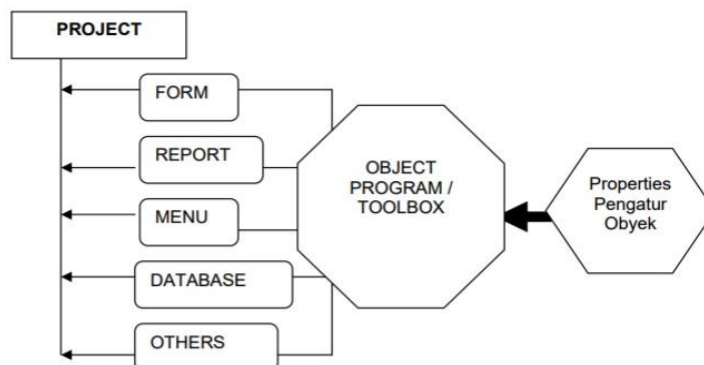 PROJECT
FORM
REPORT
MENU
DATABASE
OTHERS
OBJECT
PROGRAM /
TOOLBOX
Properties
Pengatur
Obyek